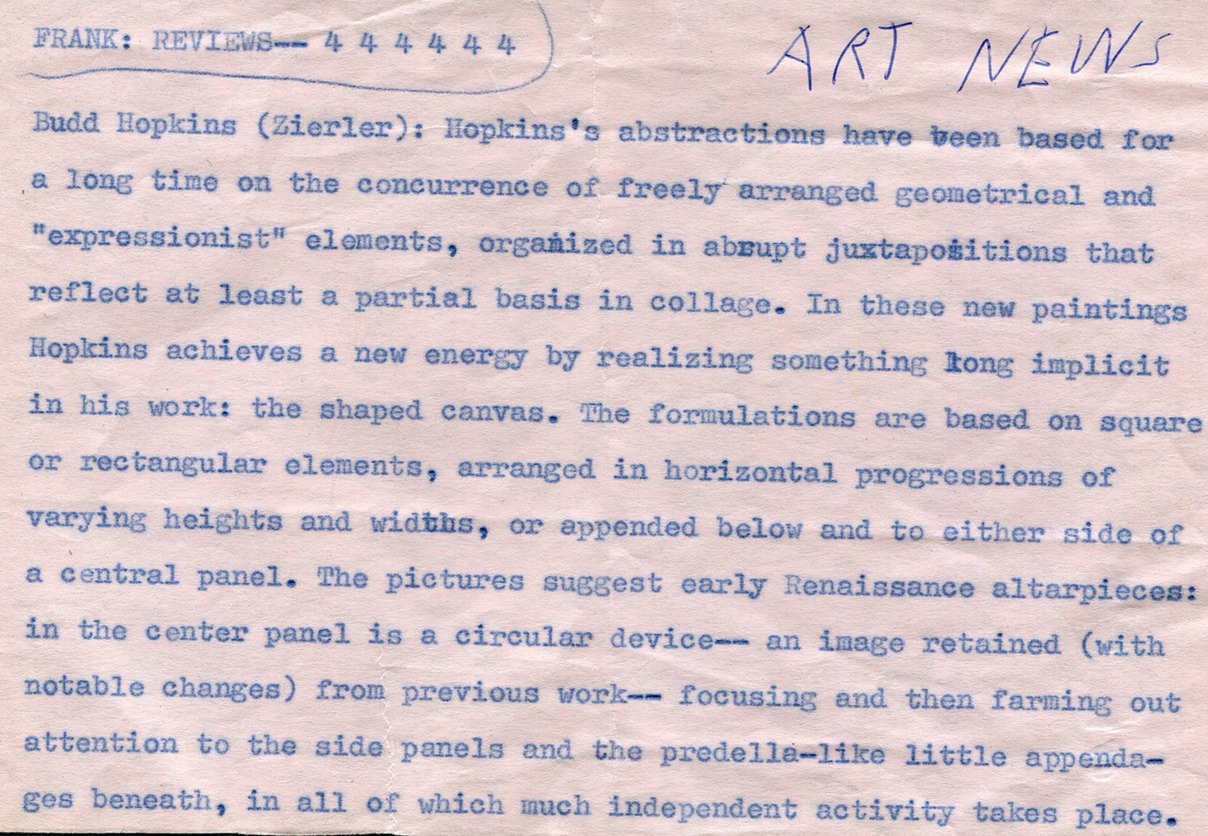 FRANK: REVIEWS-- 4 4 4 4 4 4
ART NEWS
Budd Hopkins (Zierler): Hopkins's abstractions have been based for
a long time on the concurrence of freely arranged geometrical and
"expressionist" elements, organized in abrupt juxtapositions that
reflect at least a partial basis in collage. In these new paintings
Hopkins achieves a new energy by realizing something long implicit
in his work: the shaped canvas. The formulations are based on square
or rectangular elements, arranged in horizontal progressions of
varying heights and widths, or appended below and to either side of
a central panel. The pictures suggest early Renaissance altarpieces:
in the center panel is a circular device-- an image retained (with
notable changes) from previous work-- focusing and then farming out
attention to the side panels and the predella-like little appenda-
ges beneath, in all of which much independent activity takes place.